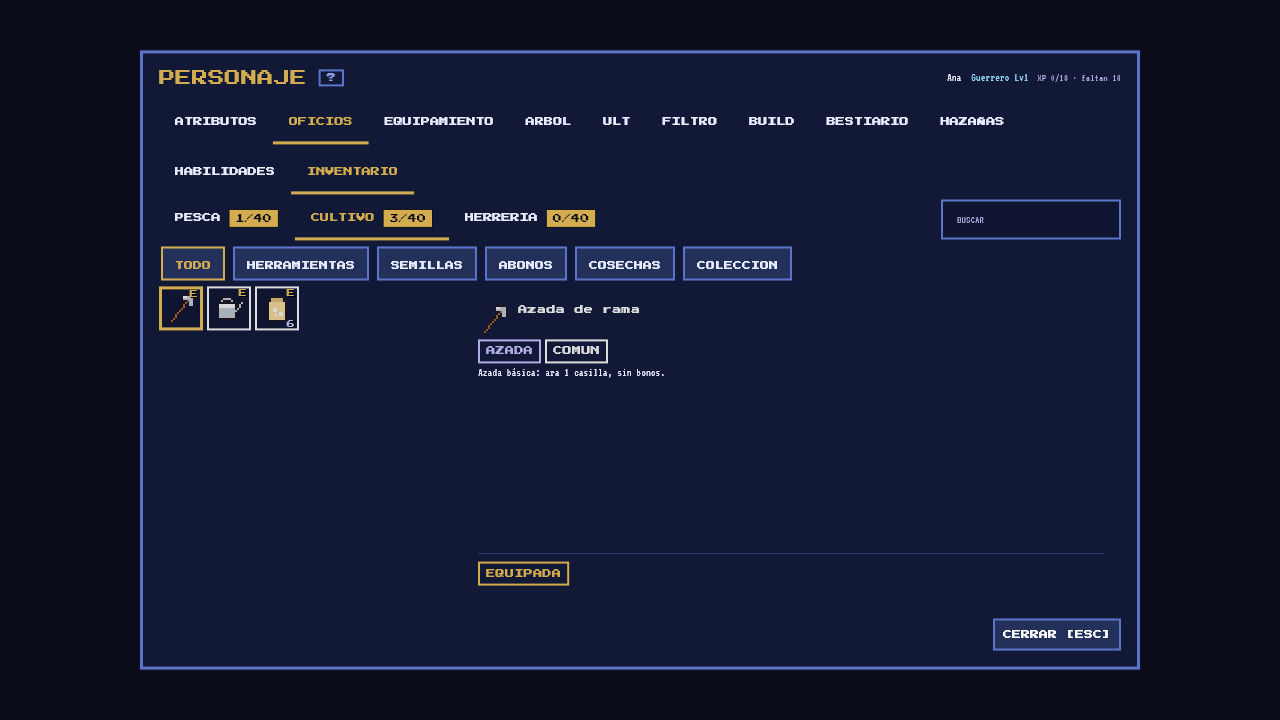 PERSONAJE ? Ana Guerrero Lv1 XP 0/10 · faltan 10
ATRIBUTOS OFICIOS EQUIPAMIENTO ARBOL ULT FILTRO BUILD BESTIARIO HAZAÑAS
HABILIDADES INVENTARIO
PESCA 1/40 CULTIVO 3/40 HERRERIA 0/40 BUSCAR
TODO HERRAMIENTAS SEMILLAS ABONOS COSECHAS COLECCION
E E E
6
Azada de rama
AZADA COMUN
Azada básica: ara 1 casilla, sin bonos.
EQUIPADA
CERRAR [ESC]